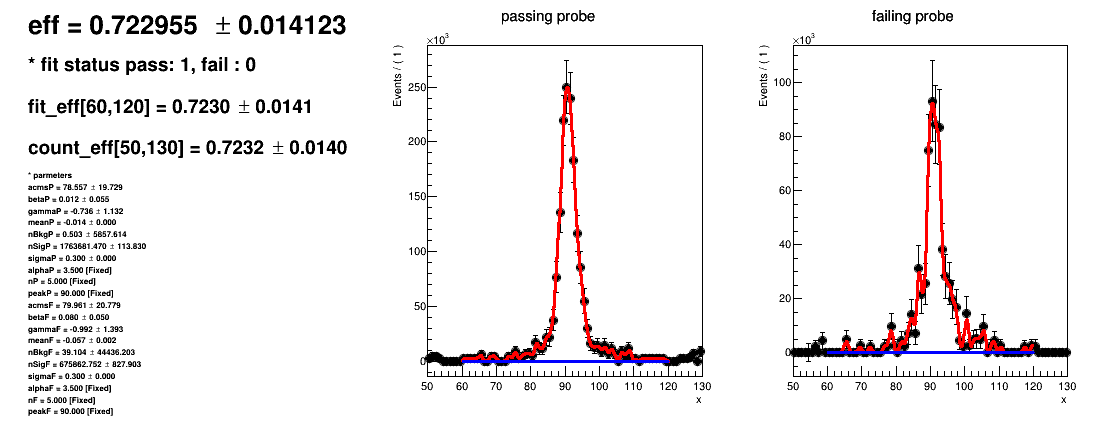 eff = 0.722955 ± 0.014123
* fit status pass: 1, fail : 0
fit_eff[60,120] = 0.7230 ± 0.0141
count_eff[50,130] = 0.7232 ± 0.0140
* parmeters
acmsP = 78.557 ± 19.729
betaP = 0.012 ± 0.055
gammaP = -0.736 ± 1.132
meanP = -0.014 ± 0.000
nBkgP = 0.503 ± 5857.614
nSigP = 1763681.470 ± 113.830
sigmaP = 0.300 ± 0.000
alphaP = 3.500 [Fixed]
nP = 5.000 [Fixed]
peakP = 90.000 [Fixed]
acmsF = 79.961 ± 20.779
betaF = 0.080 ± 0.050
gammaF = -0.992 ± 1.393
meanF = -0.057 ± 0.002
nBkgF = 39.104 ± 44436.203
nSigF = 675862.752 ± 827.903
sigmaF = 0.300 ± 0.000
alphaF = 3.500 [Fixed]
nF = 5.000 [Fixed]
peakF = 90.000 [Fixed]
passing probe
×10³
Events / ( 1 )
250
200
150
100
50
0
50 60 70 80 90 100 110 120 130
x
failing probe
×10³
Events / ( 1 )
100
80
60
40
20
0
50 60 70 80 90 100 110 120 130
x